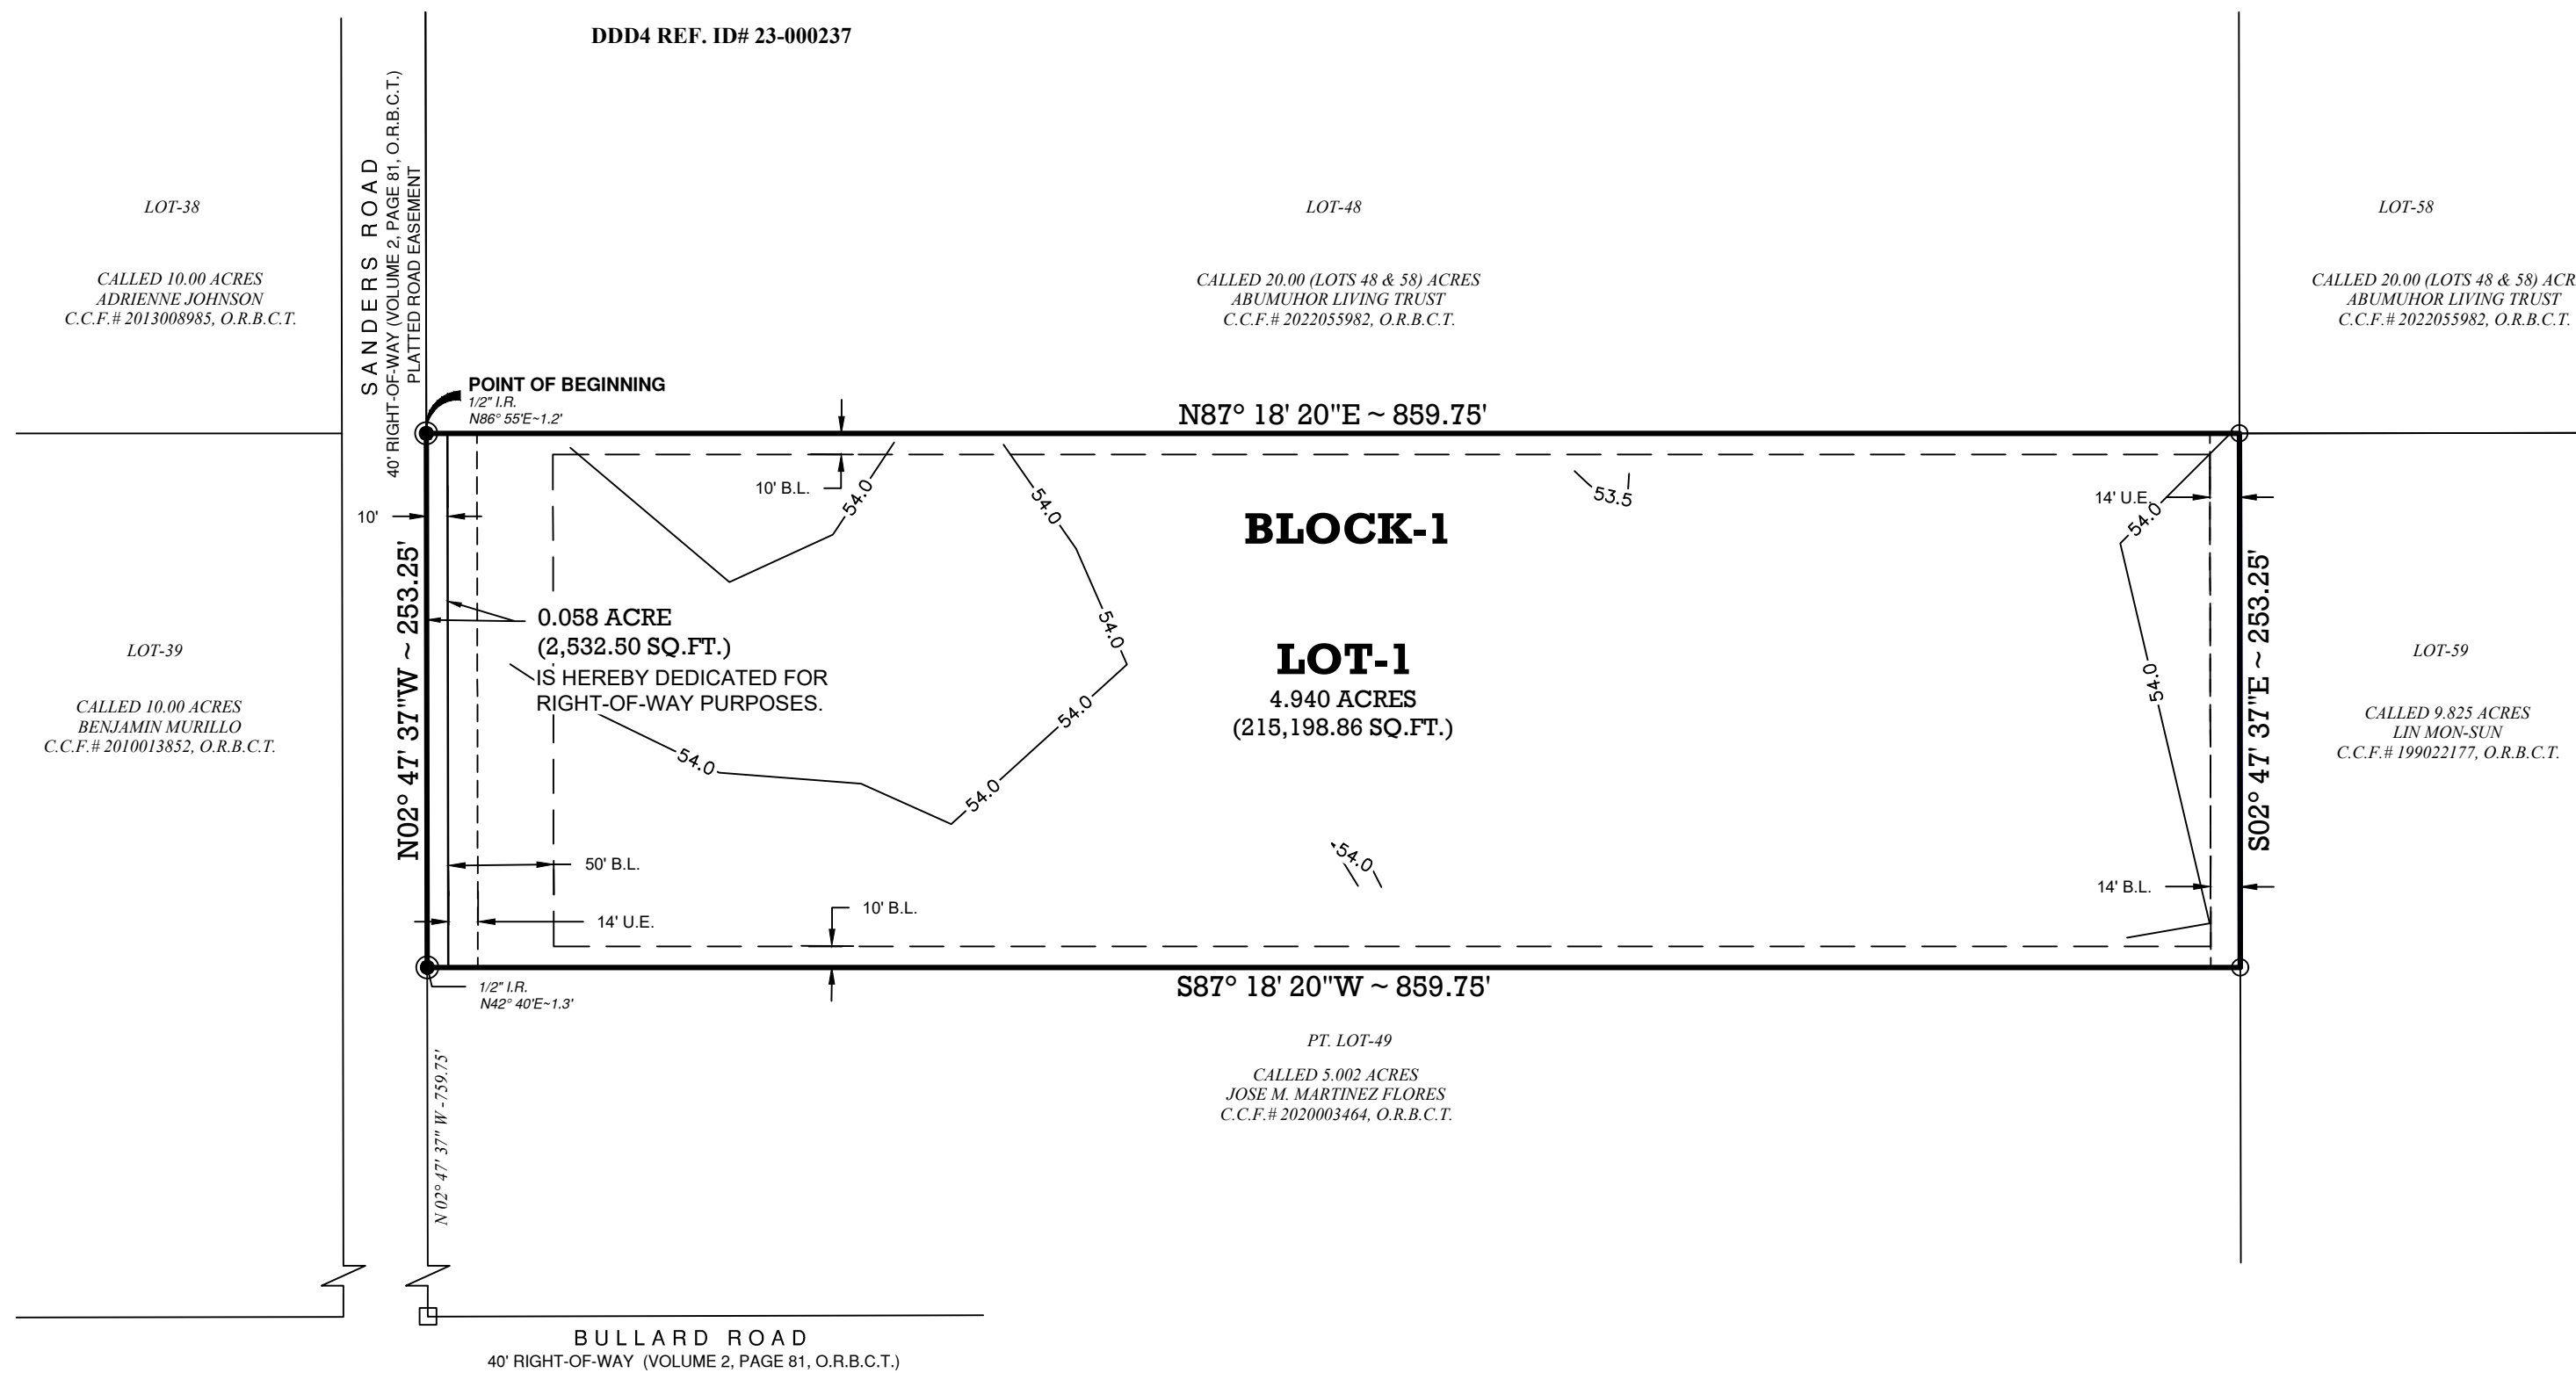 DDD4 REF. ID# 23-000237
SANDERS ROAD
40' RIGHT-OF-WAY (VOLUME 2, PAGE 81, O.R.B.C.T.)
PLATTED ROAD EASEMENT
LOT-38
CALLED 10.00 ACRES
ADRIENNE JOHNSON
C.C.F.# 2013008985, O.R.B.C.T.
LOT-48
CALLED 20.00 (LOTS 48 & 58) ACRES
ABUMUHOR LIVING TRUST
C.C.F.# 2022055982, O.R.B.C.T.
LOT-58
CALLED 20.00 (LOTS 48 & 58)
ABUMUHOR LIVING TRUST
C.C.F.# 2022055982, O.R.B.C.T.
POINT OF BEGINNING
1/2" I.R.
N86° 55'E~1.2'
N87° 18' 20"E ~ 859.75'
10' B.L.
54.0
54.0
53.5
14' U.E.
54.0
10'
BLOCK-1
N02° 47' 37"W ~ 253.25'
0.058 ACRE
(2,532.50 SQ.FT.)
IS HEREBY DEDICATED FOR
RIGHT-OF-WAY PURPOSES.
54.0
LOT-1
4.940 ACRES
(215,198.86 SQ.FT.)
54.0
S02° 47' 37"E ~ 253.25'
LOT-39
CALLED 10.00 ACRES
BENJAMIN MURILLO
C.C.F.# 2010013852, O.R.B.C.T.
LOT-59
CALLED 9.825 ACRES
LIN MON-SUN
C.C.F.# 199022177, O.R.B.C.T.
54.0
54.0
54.0
54.0
50' B.L.
14' U.E.
10' B.L.
14' B.L.
1/2" I.R.
N42° 40'E~1.3'
S87° 18' 20"W ~ 859.75'
PT. LOT-49
CALLED 5.002 ACRES
JOSE M. MARTINEZ FLORES
C.C.F.# 2020003464, O.R.B.C.T.
N 02° 47' 37" W -759.75'
BULLARD ROAD
40' RIGHT-OF-WAY (VOLUME 2, PAGE 81, O.R.B.C.T.)